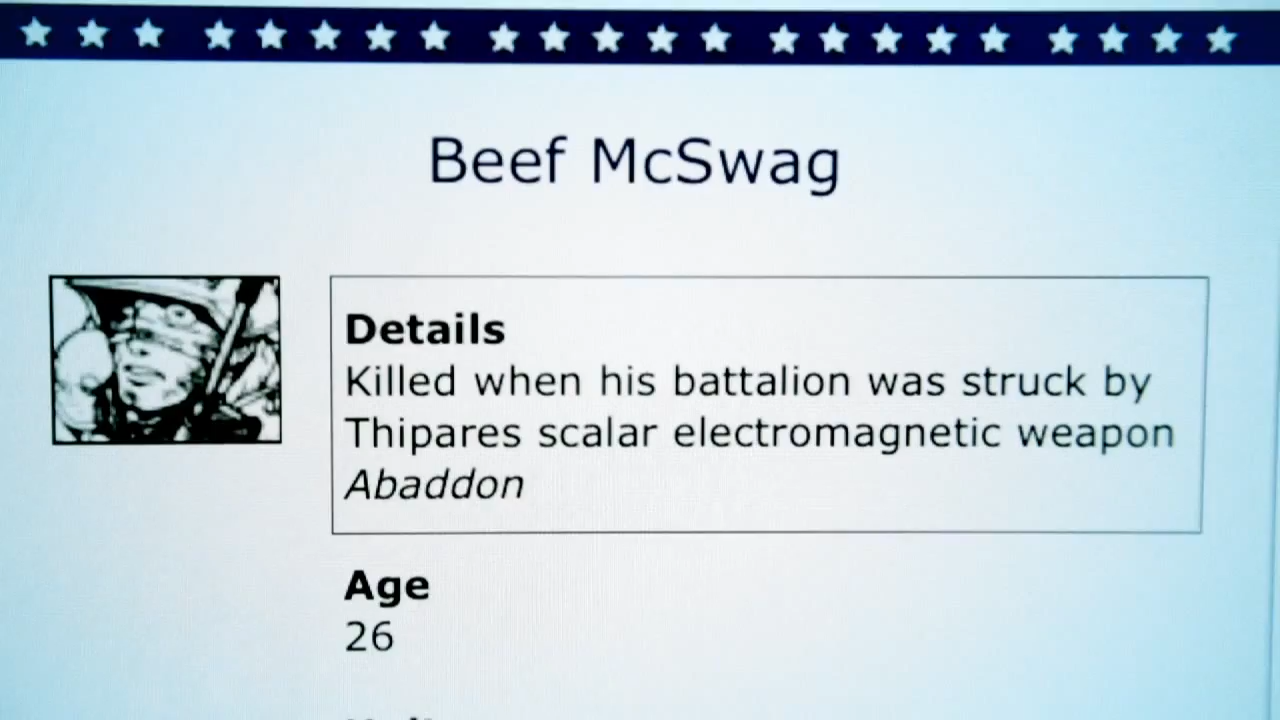 Beef McSwag
Details
Killed when his battalion was struck by
Thipares scalar electromagnetic weapon
Abaddon
Age
26